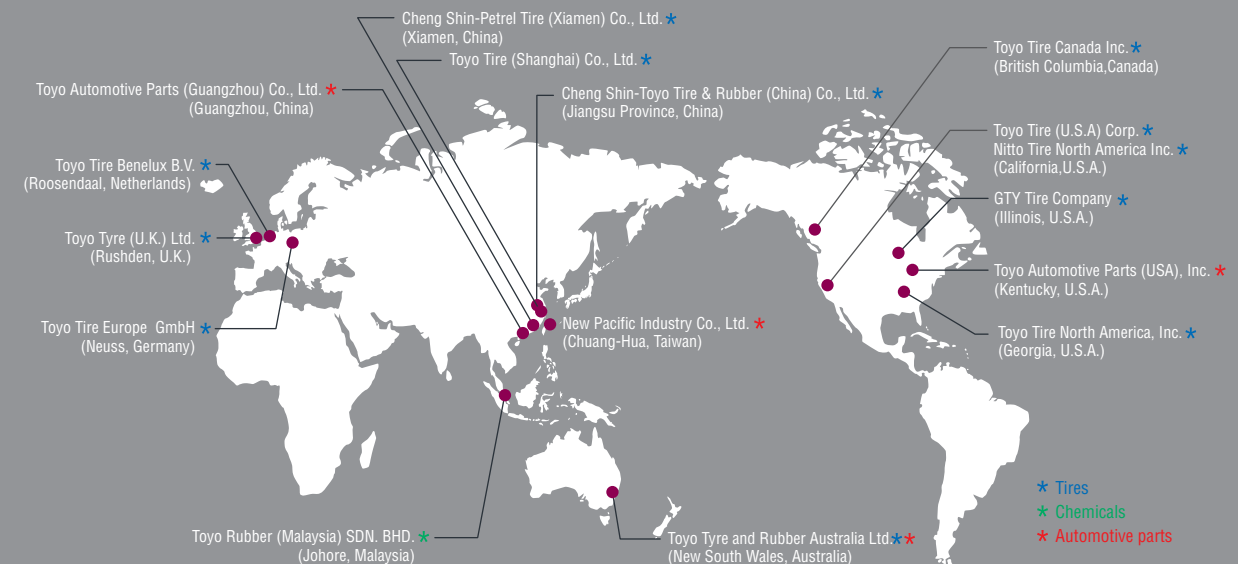 Cheng Shin-Petrel Tire (Xiamen) Co., Ltd. *
(Xiamen, China)
Toyo Tire (Shanghai) Co., Ltd. *
Toyo Automotive Parts (Guangzhou) Co., Ltd. *
(Guangzhou, China)
Cheng Shin-Toyo Tire & Rubber (China) Co., Ltd. *
(Jiangsu Province, China)
Toyo Tire Benelux B.V. *
(Roosendaal, Netherlands)
Toyo Tyre (U.K.) Ltd. *
(Rushden, U.K.)
Toyo Tire Europe GmbH *
(Neuss, Germany)
New Pacific Industry Co., Ltd. *
(Chuang-Hua, Taiwan)
Toyo Rubber (Malaysia) SDN. BHD. *
(Johore, Malaysia)
Toyo Tyre and Rubber Australia Ltd. * *
(New South Wales, Australia)
Toyo Tire Canada Inc. *
(British Columbia,Canada)
Toyo Tire (U.S.A) Corp. *
Nitto Tire North America Inc. *
(California,U.S.A.)
GTY Tire Company *
(Illinois, U.S.A.)
Toyo Automotive Parts (USA), Inc. *
(Kentucky, U.S.A.)
Toyo Tire North America, Inc. *
(Georgia, U.S.A.)
* Tires
* Chemicals
* Automotive parts